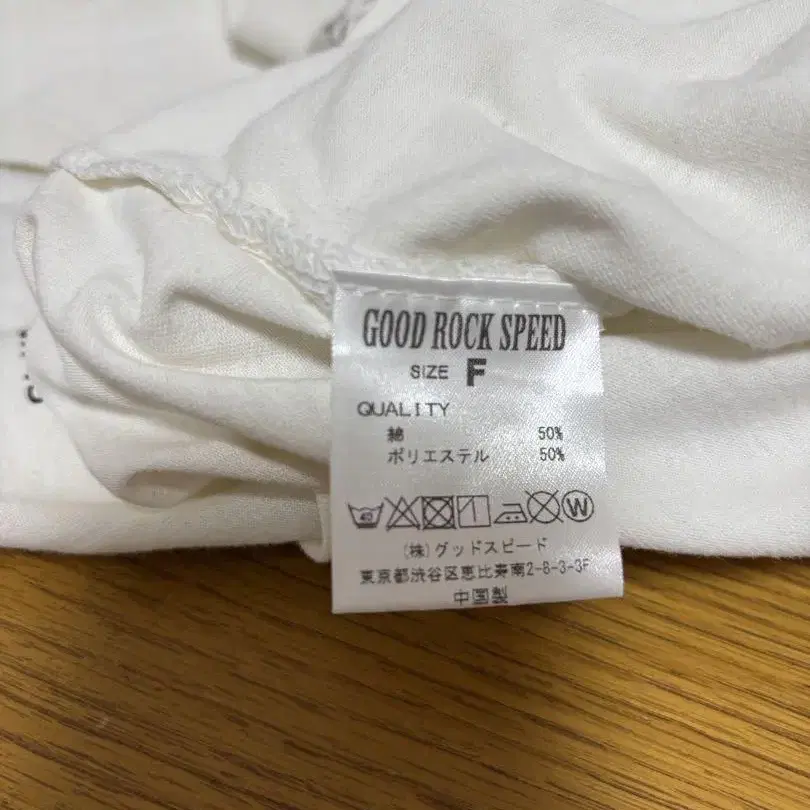 GOOD ROCK SPEED
SIZE F
QUALITY
綿 50%
ポリエステル 50%
40 W
(株)グッドスピード
東京都渋谷区恵比寿南2-8-3-3F
中国製